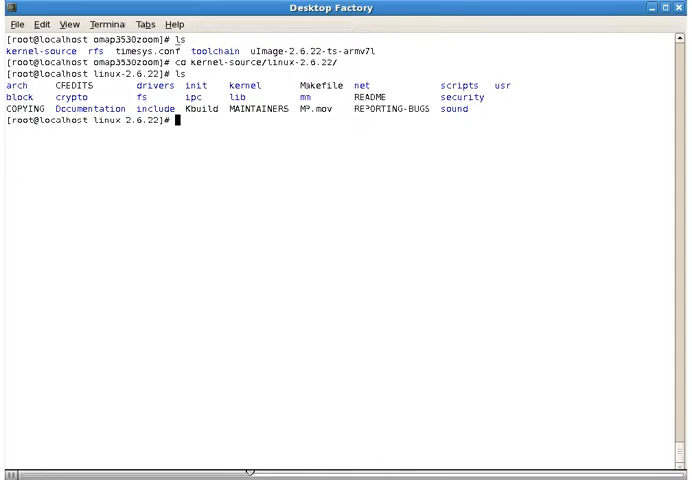 Desktop Factory
File Edit View Terminal Tabs Help
[root@localhost omap3530zoom]# ls
kernel-source rfs timesys.conf toolchain uImage-2.6.22-ts-armv7l
[root@localhost omap3530zoom]# cd kernel-source/linux-2.6.22/
[root@localhost linux-2.6.22]# ls
arch CREDITS drivers init kernel Makefile net scripts usr
block crypto fs ipc lib mm README security
COPYING Documentation include Kbuild MAINTAINERS MP.mov REPORTING-BUGS sound
[root@localhost linux-2.6.22]#